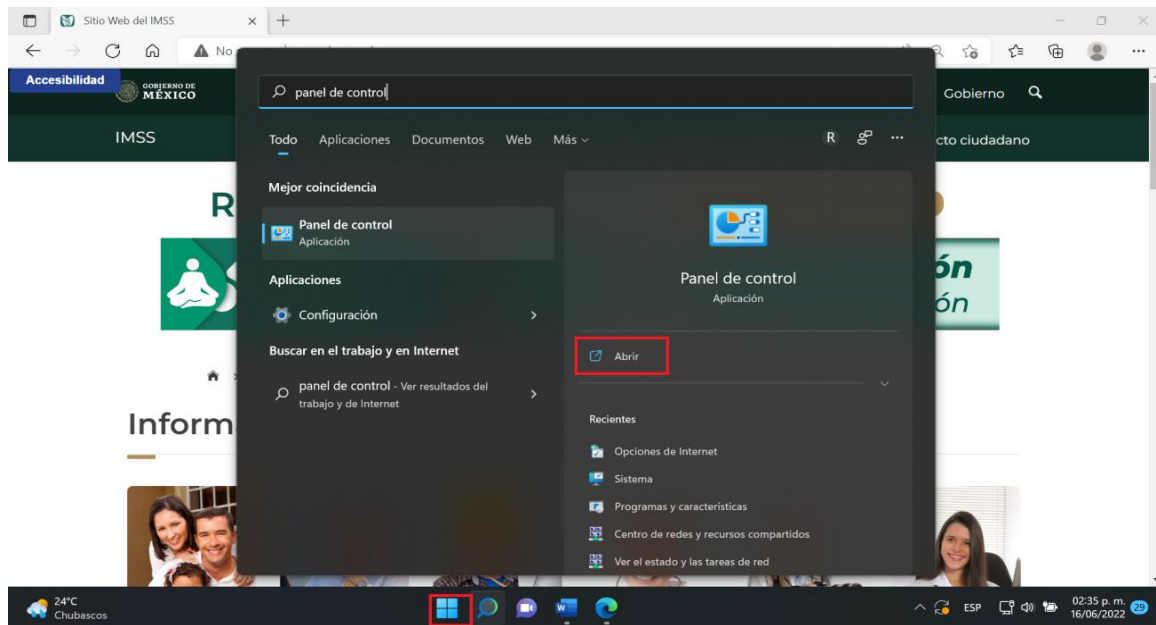 Sitio Web del IMSS
No
Accesibilidad
GOBIERNO DE
MÉXICO
panel de control
Gobierno
IMSS
Todo Aplicaciones Documentos Web Más
R
cto ciudadano
Mejor coincidencia
R
Panel de control
Aplicación
Aplicaciones
Panel de control
Aplicación
ón
ón
Configuración
Buscar en el trabajo y en Internet
Abrir
panel de control - Ver resultados del
trabajo y de Internet
Inform
Recientes
Opciones de Internet
Sistema
Programas y características
Centro de redes y recursos compartidos
Ver el estado y las tareas de red
24°C
Chubascos
ESP
02:35 p. m.
16/06/2022
29